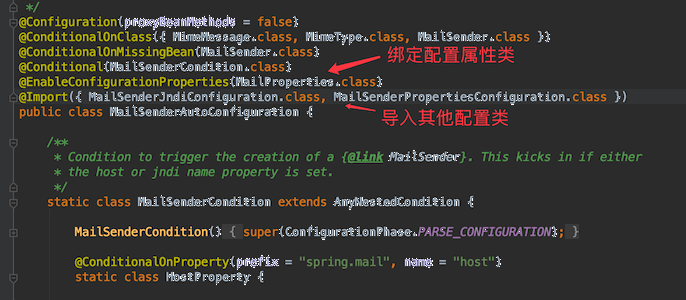 */
@Configuration(proxyBeanMethods = false)
@ConditionalOnClass({ MimeMessage.class, MimeType.class, MailSender.class })
@ConditionalOnMissingBean(MailSender.class)
@Conditional(MailSenderCondition.class)
绑定配置属性类
@EnableConfigurationProperties(MailProperties.class)
@Import({ MailSenderJndiConfiguration.class, MailSenderPropertiesConfiguration.class })
public class MailSenderAutoConfiguration {
导入其他配置类
/**
* Condition to trigger the creation of a {@link MailSender}. This kicks in if either
* the host or jndi name property is set.
*/
static class MailSenderCondition extends AnyNestedCondition {
MailSenderCondition() { super(ConfigurationPhase.PARSE_CONFIGURATION); }
@ConditionalOnProperty(prefix = "spring.mail", name = "host")
static class HostProperty {